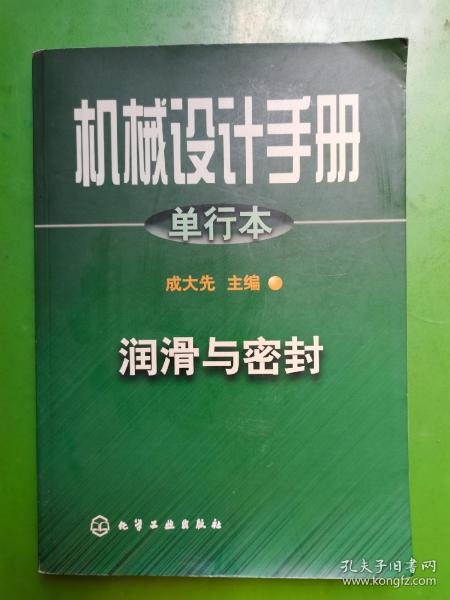 机械设计手册
单行本
成大先 主编
润滑与密封
化学工业出版社
孔夫子旧书网
www.kongfz.com